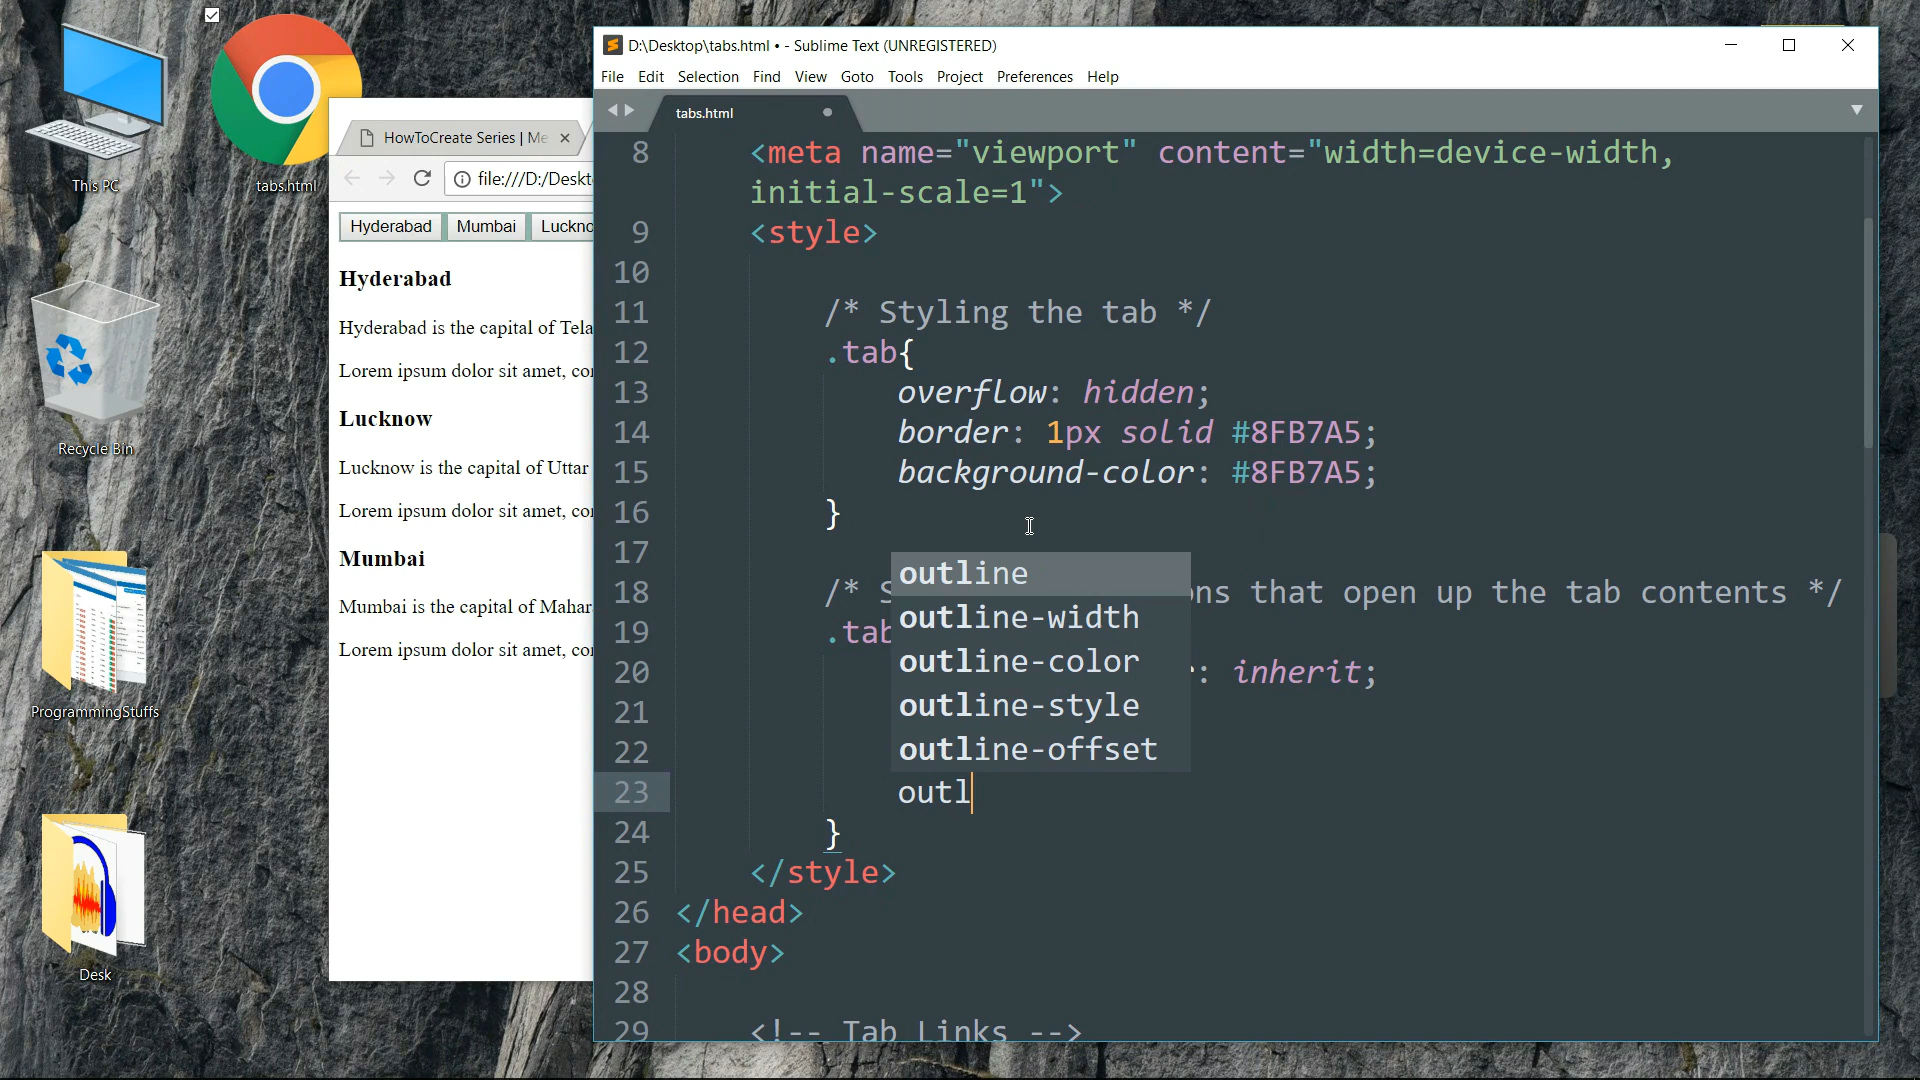 This PC
tabs.html
Recycle Bin
ProgrammingStuffs
Desk
HowToCreate Series | Me
file:///D:/Deskt
Hyderabad Mumbai Luckno
Hyderabad
Hyderabad is the capital of Tela
Lorem ipsum dolor sit amet, co
Lucknow
Lucknow is the capital of Uttar
Lorem ipsum dolor sit amet, co
Mumbai
Mumbai is the capital of Mahar
Lorem ipsum dolor sit amet, co
D:\Desktop\tabs.html • - Sublime Text (UNREGISTERED)
File Edit Selection Find View Goto Tools Project Preferences Help
tabs.html
8 <meta name="viewport" content="width=device-width,
initial-scale=1">
9 <style>
10
11 /* Styling the tab */
12 .tab{
13 overflow: hidden;
14 border: 1px solid #8FB7A5;
15 background-color: #8FB7A5;
16 }
17
outline
18 /* S ns that open up the tab contents */
outline-width
19 .tab
outline-color
20 : inherit;
outline-style
21
outline-offset
22
23 outl
24 }
25 </style>
26 </head>
27 <body>
28
29 <!-- Tab Links -->